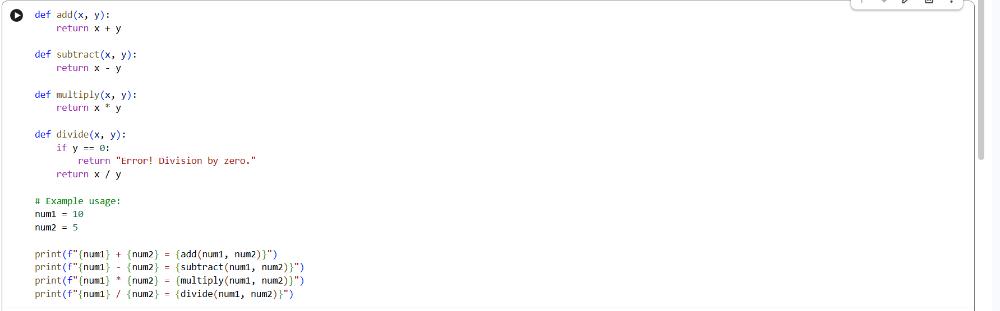 def add(x, y):
    return x + y

def subtract(x, y):
    return x - y

def multiply(x, y):
    return x * y

def divide(x, y):
    if y == 0:
        return "Error! Division by zero."
    return x / y

# Example usage:
num1 = 10
num2 = 5

print(f"{num1} + {num2} = {add(num1, num2)}")
print(f"{num1} - {num2} = {subtract(num1, num2)}")
print(f"{num1} * {num2} = {multiply(num1, num2)}")
print(f"{num1} / {num2} = {divide(num1, num2)}")